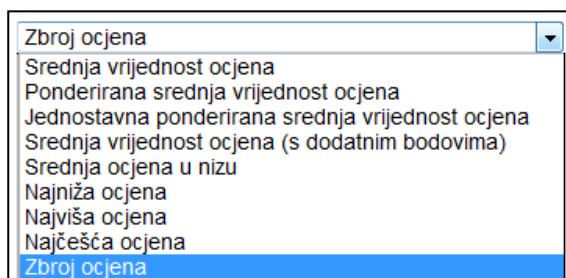 Zbroj ocjena
Srednja vrijednost ocjena
Ponderirana srednja vrijednost ocjena
Jednostavna ponderirana srednja vrijednost ocjena
Srednja vrijednost ocjena (s dodatnim bodovima)
Srednja ocjena u nizu
Najniža ocjena
Najviša ocjena
Najčešća ocjena
Zbroj ocjena